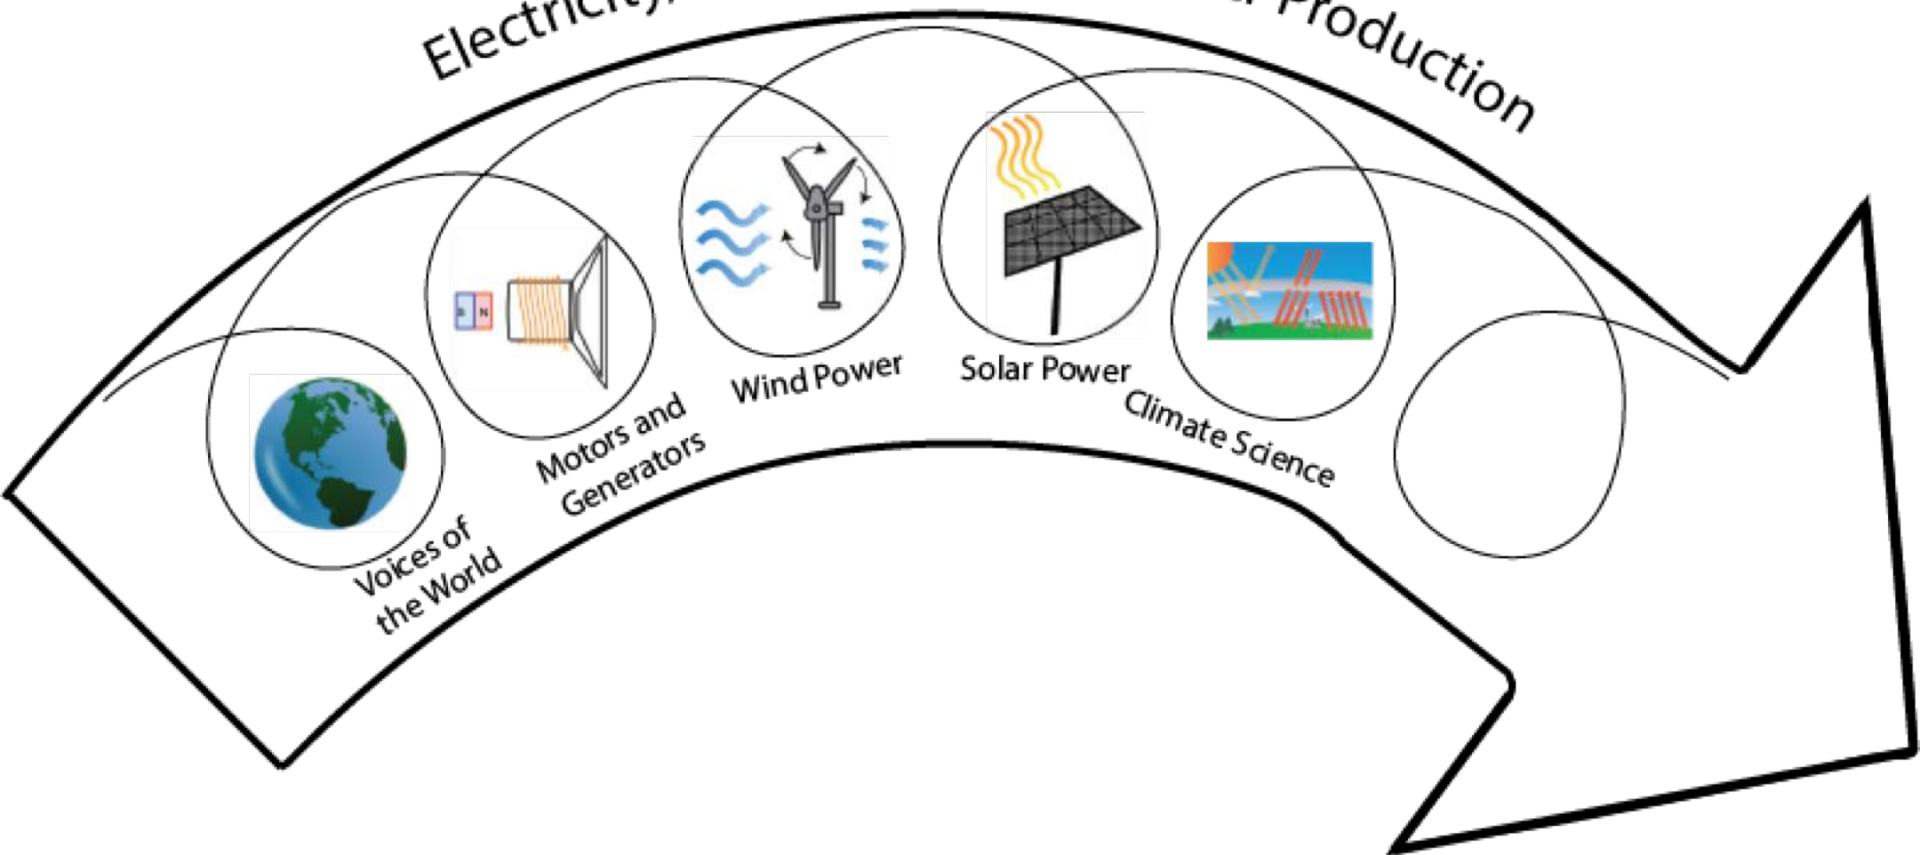 Electricity,
Production
Voices of
the World
Motors and
Generators
Wind Power
Solar Power
Climate Science
S N